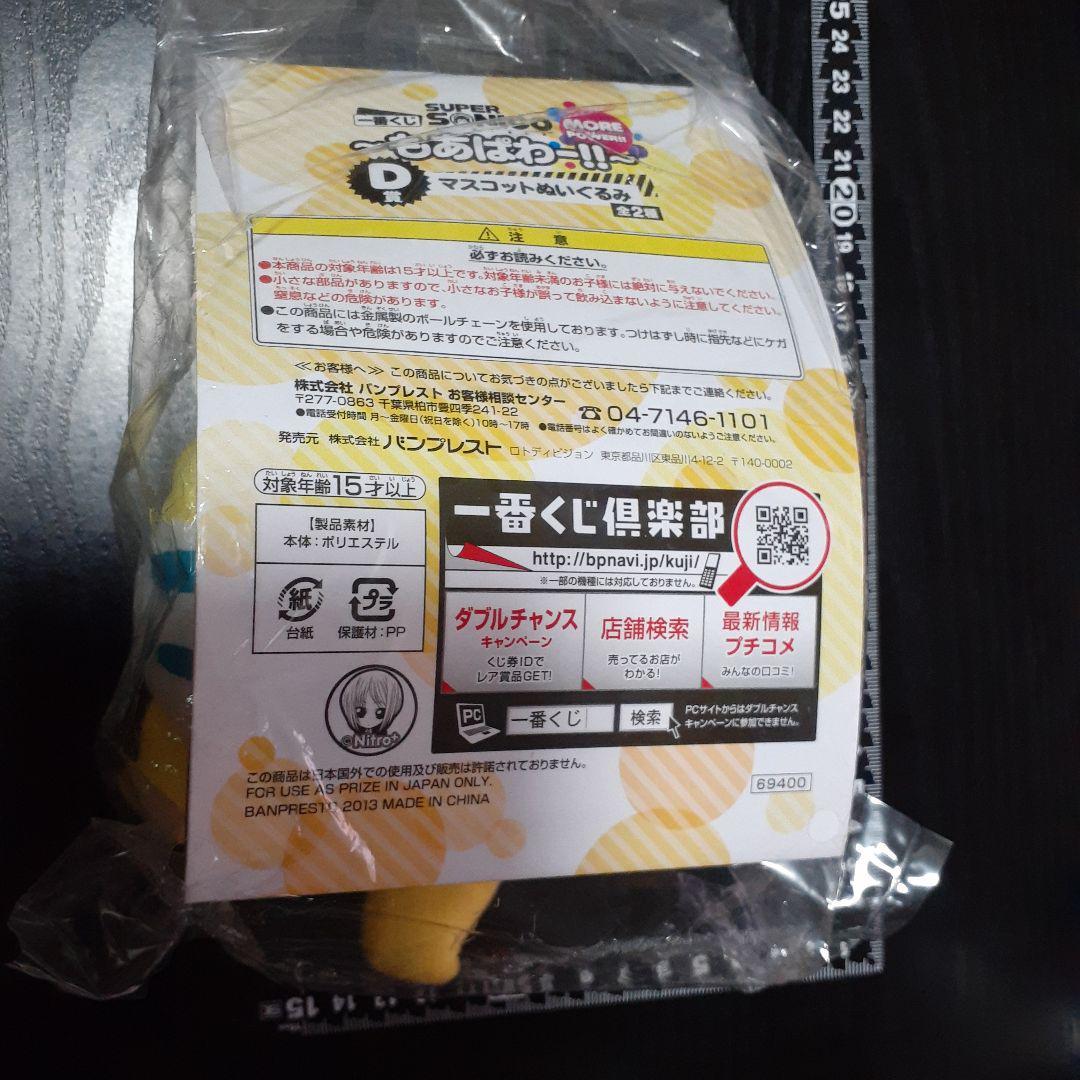 一番くじ
SUPER
SONICO
MORE
POWER!!
~もあぱわー!!~
D賞 マスコットぬいぐるみ
全2種
⚠注 意
必ずお読みください。
●本商品の対象年齢は15才以上です。対象年齢未満のお子様には絶対に与えないでください。
●小さな部品がありますので、小さなお子様が誤って飲み込まないように注意してください。
窒息などの危険があります。
●この商品には金属製のボールチェーンを使用しております。つけはずし時に指先などにケガ
をする場合や危険がありますのでご注意ください。
≪お客様へ≫ この商品についてお気づきの点がございましたら下記までご連絡ください。
株式会社 バンプレスト お客様相談センター
〒277-0863 千葉県柏市豊四季241-22 ☎04-7146-1101
●電話受付時間 月～金曜日(祝日を除く)10時～17時 ●電話番号はよく確かめてお間違いのないようご注意ください。
発売元 株式会社 バンプレスト ロトディビジョン 東京都品川区東品川4-12-2 〒140-0002
対象年齢15才以上
【製品素材】
本体：ポリエステル
紙
台紙
プラ
保護材：PP
©Nitro+
一番くじ倶楽部
http://bpnavi.jp/kuji/
※一部の機種には対応しておりません。
ダブルチャンス
キャンペーン
くじ券IDで
レア賞品GET!
店舗検索
売ってるお店が
わかる!
最新情報
プチコメ
みんなの口コミ!
PC 一番くじ 検索
PCサイトからはダブルチャンス
キャンペーンに参加できません。
この商品は日本国外での使用及び販売は許諾されておりません。
FOR USE AS PRIZE IN JAPAN ONLY.
BANPRESTO 2013 MADE IN CHINA
69400
5
24
23
22
21
20
19
15
14